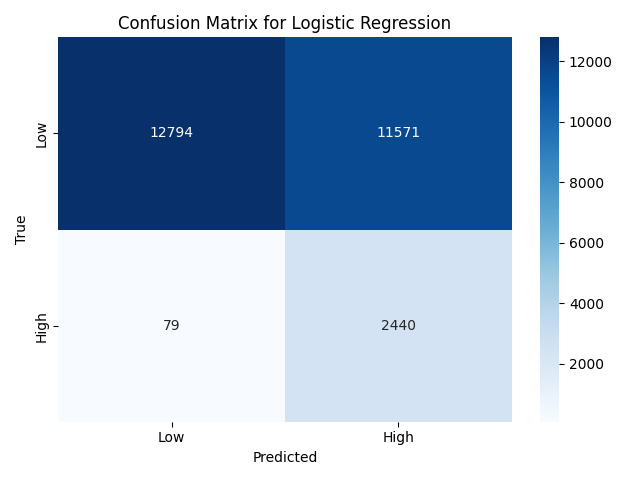 Confusion Matrix for Logistic Regression
True
Low
High
12794
11571
79
2440
Low
High
Predicted
12000
10000
8000
6000
4000
2000